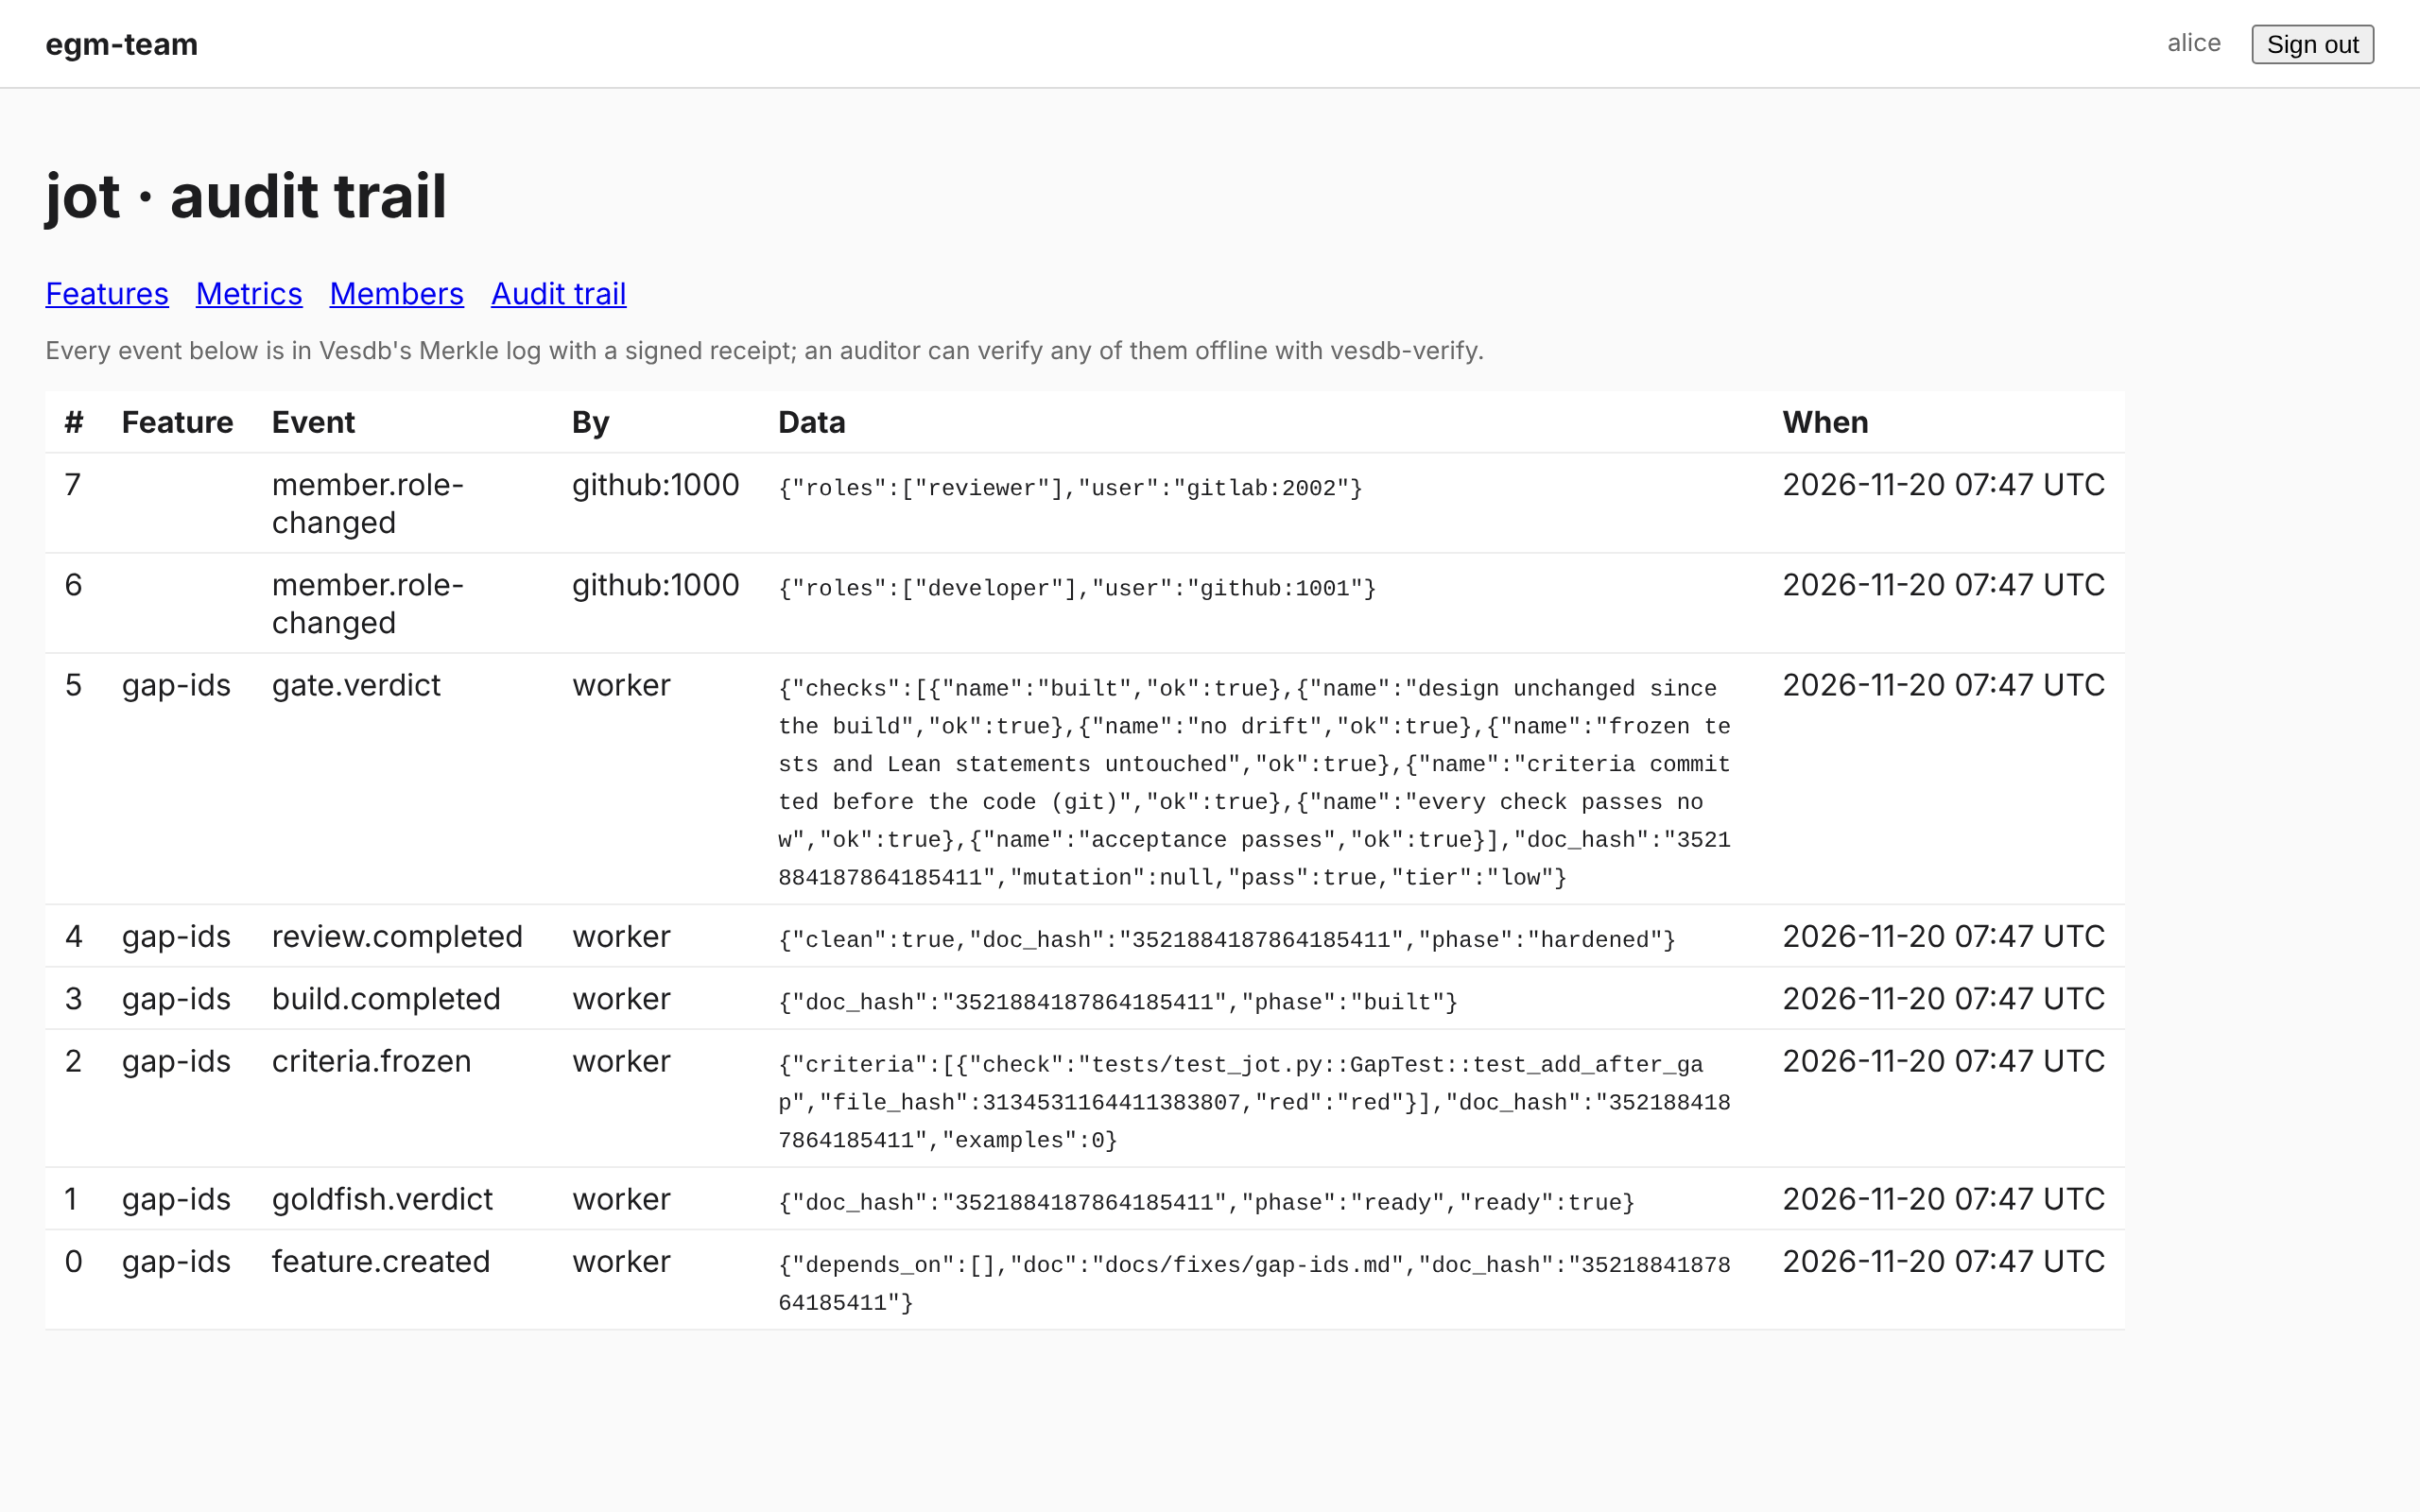 egm-team
alice
Sign out
jot · audit trail
Features Metrics Members Audit trail
Every event below is in Vesdb's Merkle log with a signed receipt; an auditor can verify any of them offline with vesdb-verify.
# Feature Event By Data When
7 member.role- github:1000 {"roles":["reviewer"],"user":"gitlab:2002"} 2026-11-20 07:47 UTC
changed
6 member.role- github:1000 {"roles":["developer"],"user":"github:1001"} 2026-11-20 07:47 UTC
changed
5 gap-ids gate.verdict worker {"checks":[{"name":"built","ok":true},{"name":"design unchanged since 2026-11-20 07:47 UTC
the build","ok":true},{"name":"no drift","ok":true},{"name":"frozen te
sts and Lean statements untouched","ok":true},{"name":"criteria commit
ted before the code (git)","ok":true},{"name":"every check passes no
w","ok":true},{"name":"acceptance passes","ok":true}],"doc_hash":"3521
884187864185411","mutation":null,"pass":true,"tier":"low"}
4 gap-ids review.completed worker {"clean":true,"doc_hash":"3521884187864185411","phase":"hardened"} 2026-11-20 07:47 UTC
3 gap-ids build.completed worker {"doc_hash":"3521884187864185411","phase":"built"} 2026-11-20 07:47 UTC
2 gap-ids criteria.frozen worker {"criteria":[{"check":"tests/test_jot.py::GapTest::test_add_after_ga 2026-11-20 07:47 UTC
p","file_hash":3134531164411383807,"red":"red"}],"doc_hash":"352188418
7864185411","examples":0}
1 gap-ids goldfish.verdict worker {"doc_hash":"3521884187864185411","phase":"ready","ready":true} 2026-11-20 07:47 UTC
0 gap-ids feature.created worker {"depends_on":[],"doc":"docs/fixes/gap-ids.md","doc_hash":"35218841878 2026-11-20 07:47 UTC
64185411"}